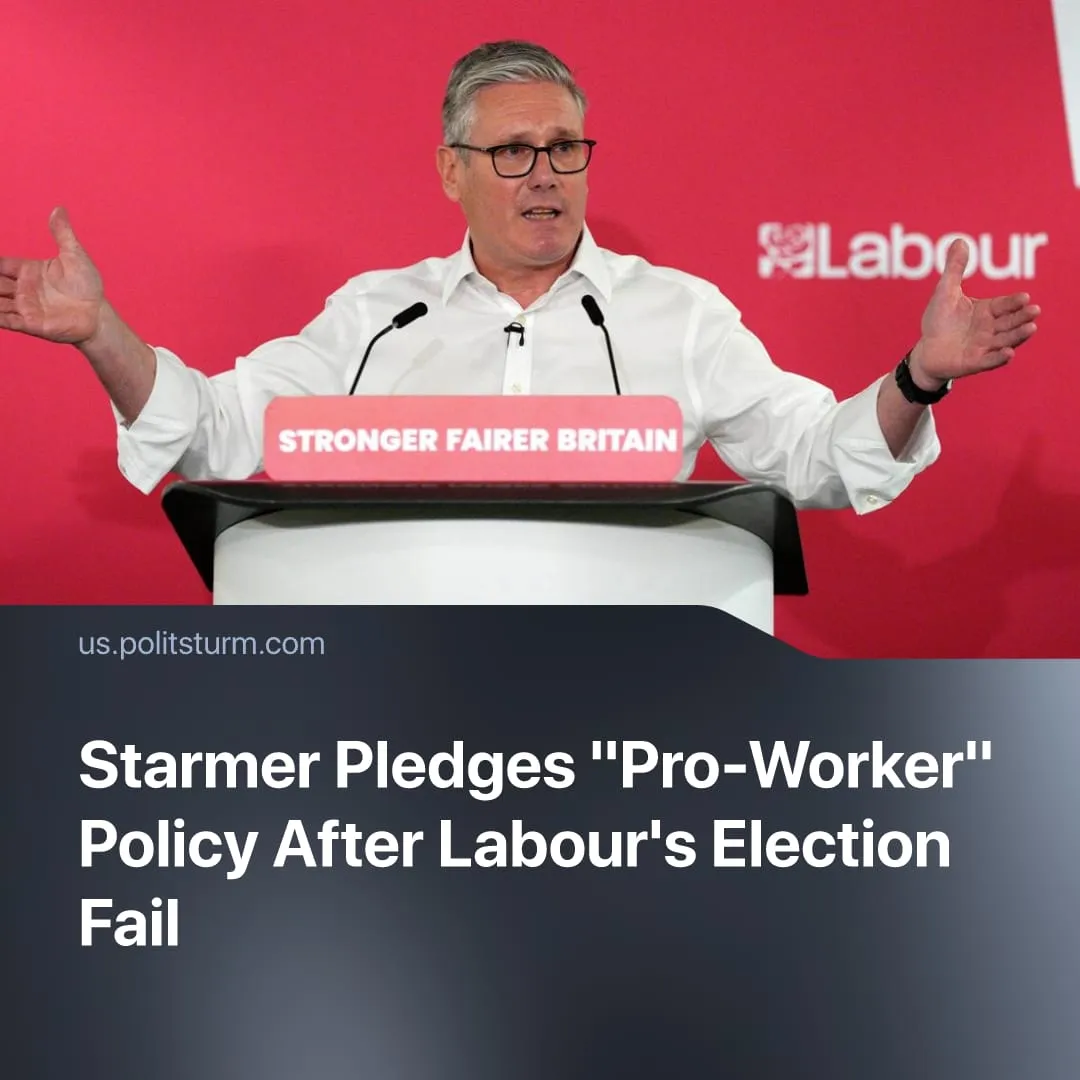 Labour
STRONGER FAIRER BRITAIN
us.politsturm.com
Starmer Pledges "Pro-Worker"
Policy After Labour's Election
Fail